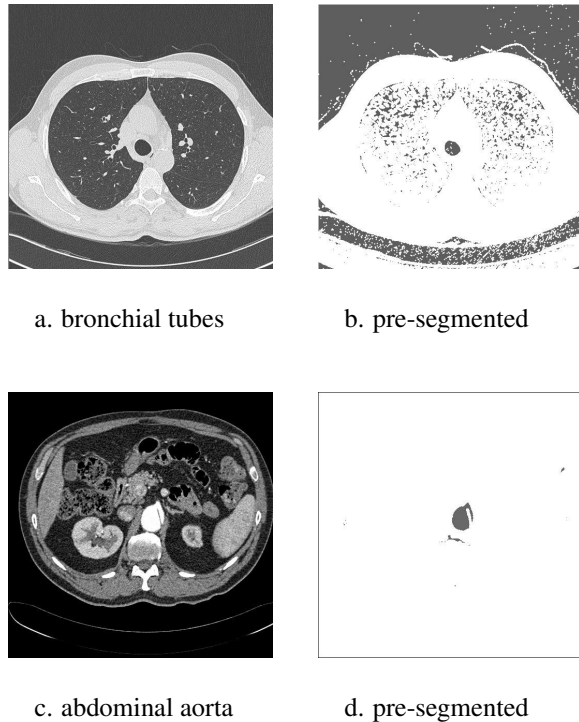 a. bronchial tubes
b. pre-segmented
c. abdominal aorta
d. pre-segmented